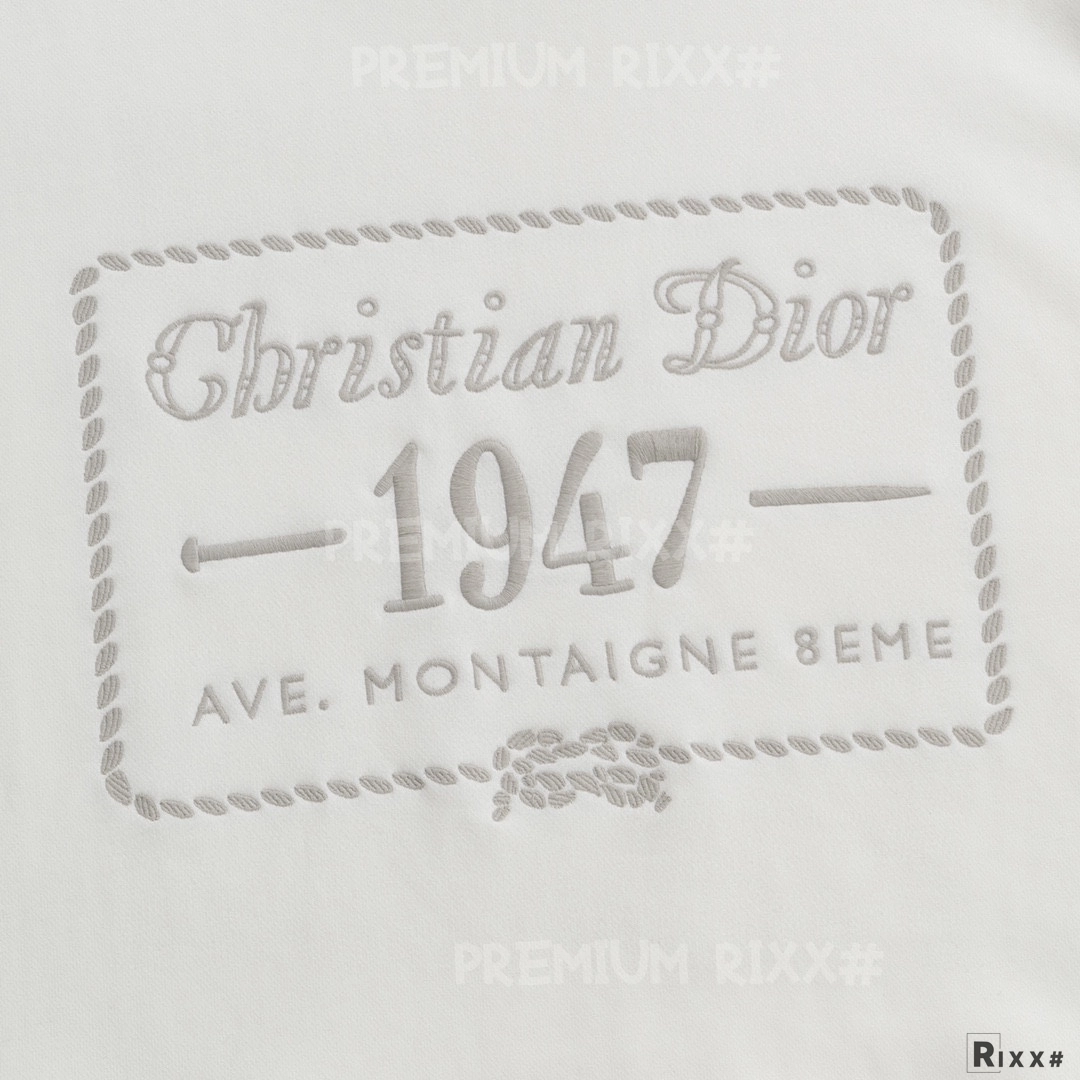 PREMIUM RIXX#
Christian Dior
1947
PREMIUM RIXX#
AVE. MONTAIGNE 8EME
PREMIUM RIXX#
RIXX#